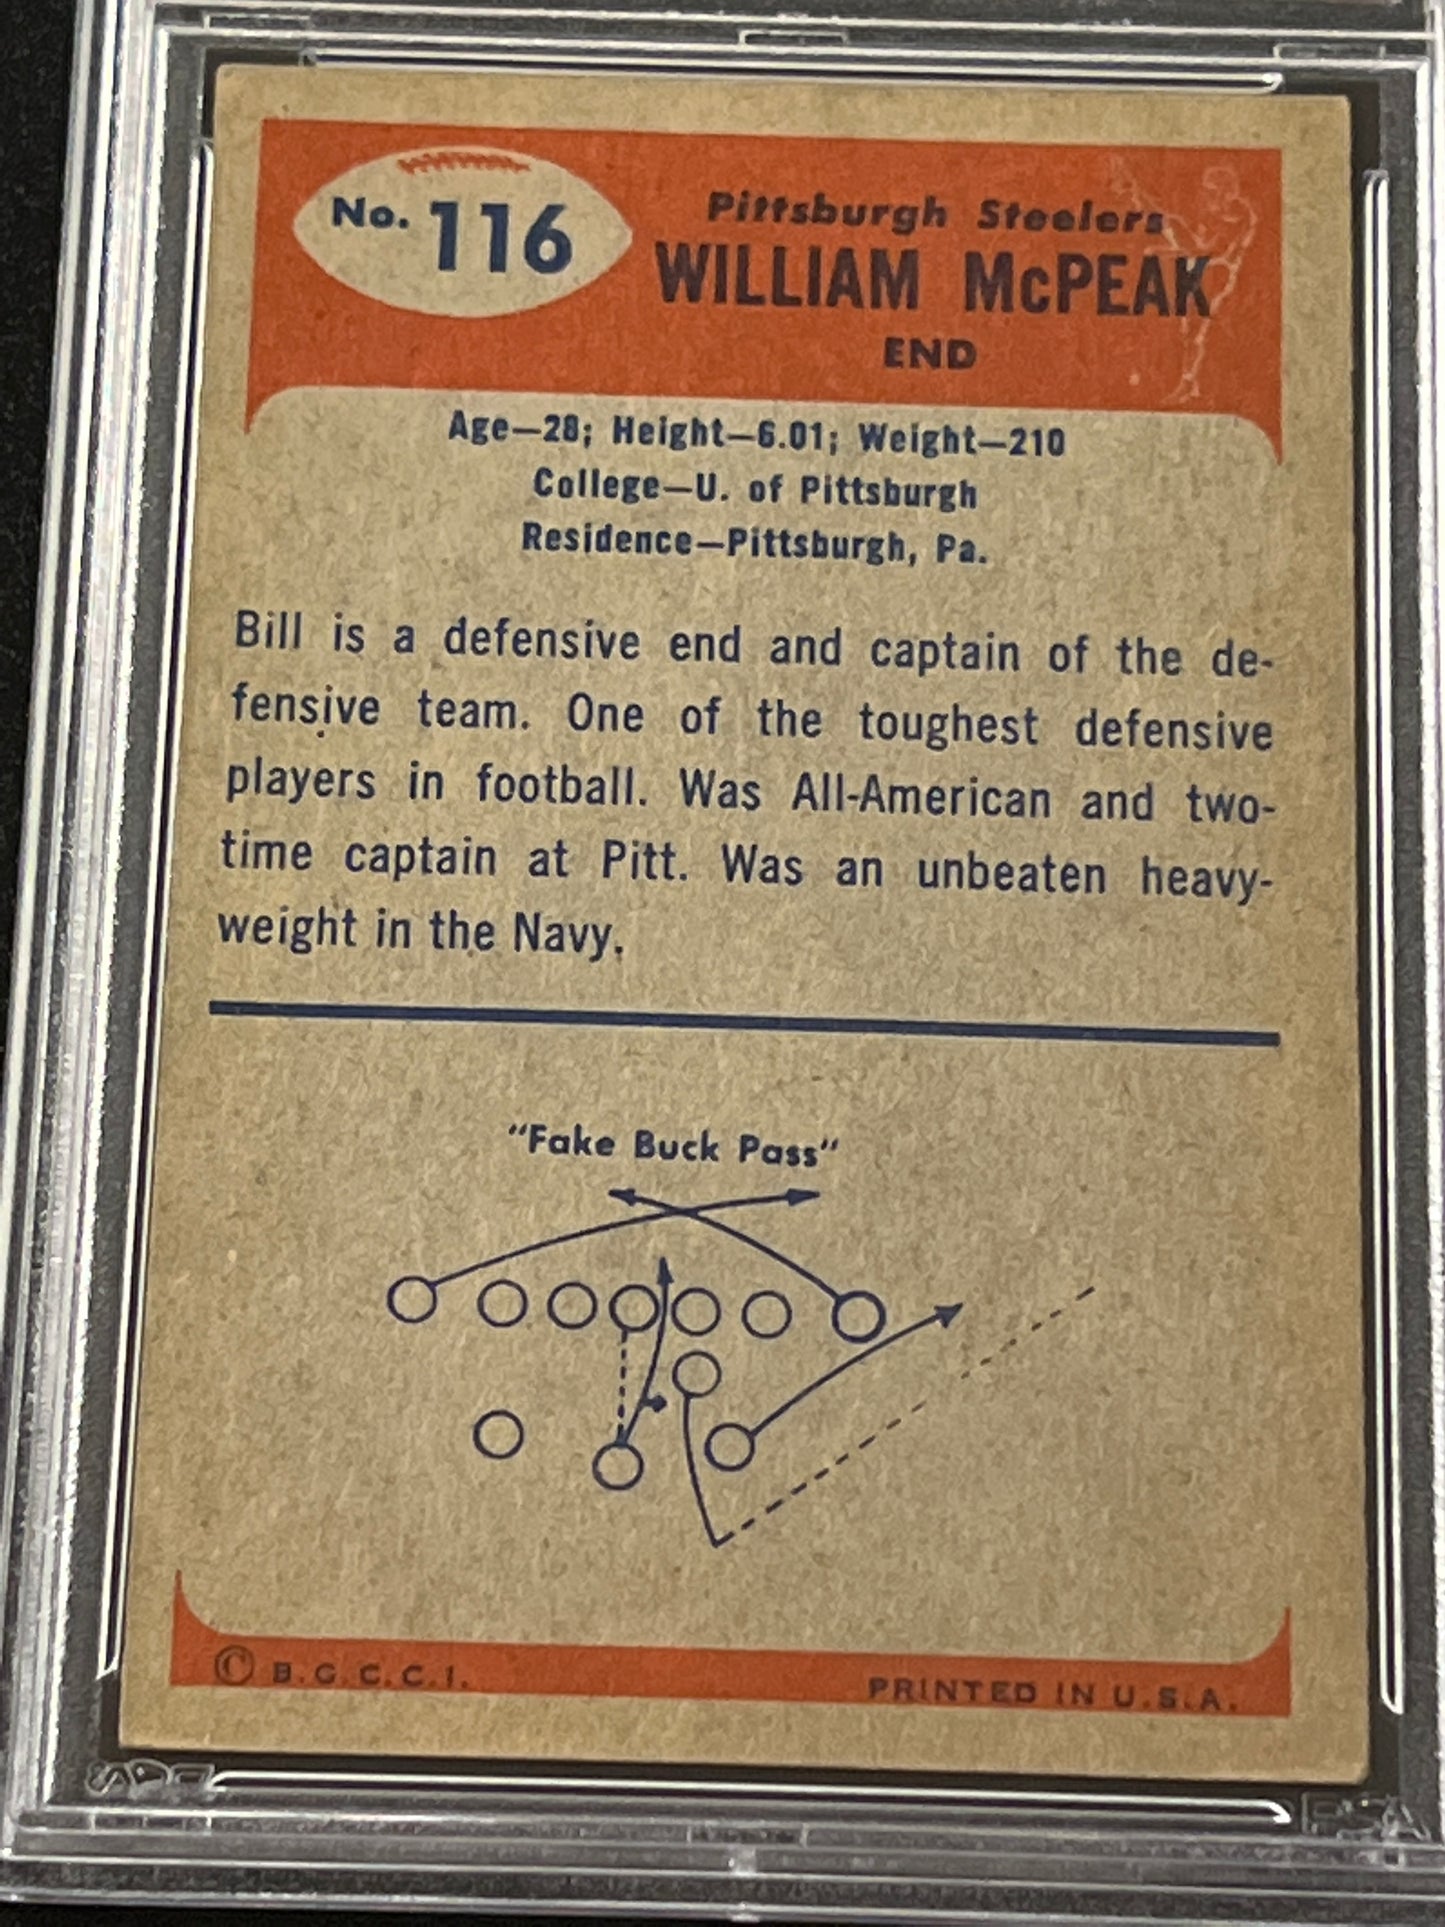 No. 116
Pittsburgh Steelers
WILLIAM McPEAK
END
Age—28; Height—6.01; Weight—210
College—U. of Pittsburgh
Residence—Pittsburgh, Pa.
Bill is a defensive end and captain of the de-
fensive team. One of the toughest defensive
players in football. Was All-American and two-
time captain at Pitt. Was an unbeaten heavy-
weight in the Navy.
"Fake Buck Pass"
© B.G.C.C.I.
PRINTED IN U.S.A.
PSA